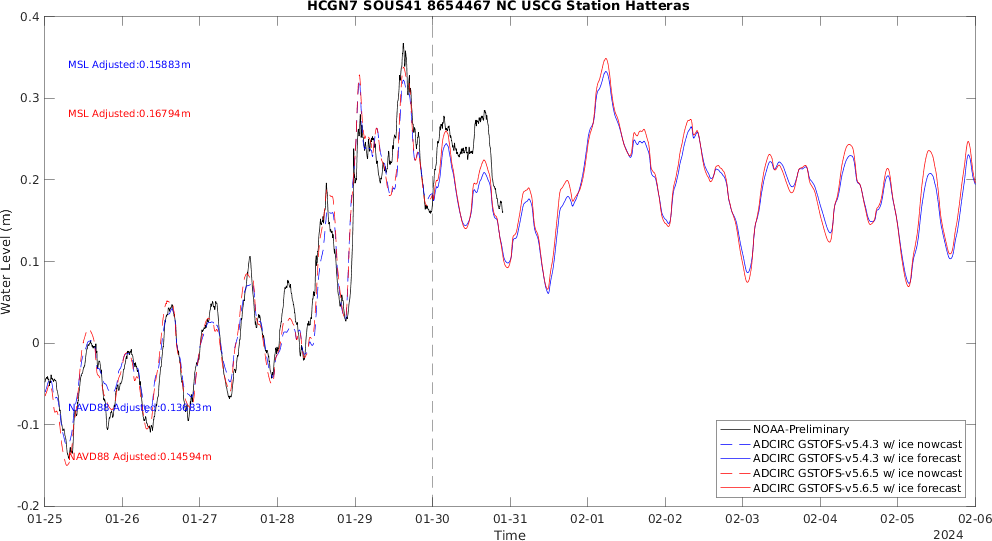 HCGN7 SOUS41 8654467 NC USCG Station Hatteras
0.4
0.3
0.2
0.1
0
-0.1
-0.2
Water Level (m)
MSL Adjusted:0.15883m
MSL Adjusted:0.16794m
NAVD88 Adjusted:0.13683m
NAVD88 Adjusted:0.14594m
NOAA-Preliminary
ADCIRC GSTOFS-v5.4.3 w/ ice nowcast
ADCIRC GSTOFS-v5.4.3 w/ ice forecast
ADCIRC GSTOFS-v5.6.5 w/ ice nowcast
ADCIRC GSTOFS-v5.6.5 w/ ice forecast
01-25 01-26 01-27 01-28 01-29 01-30 01-31 02-01 02-02 02-03 02-04 02-05 02-06
Time
2024